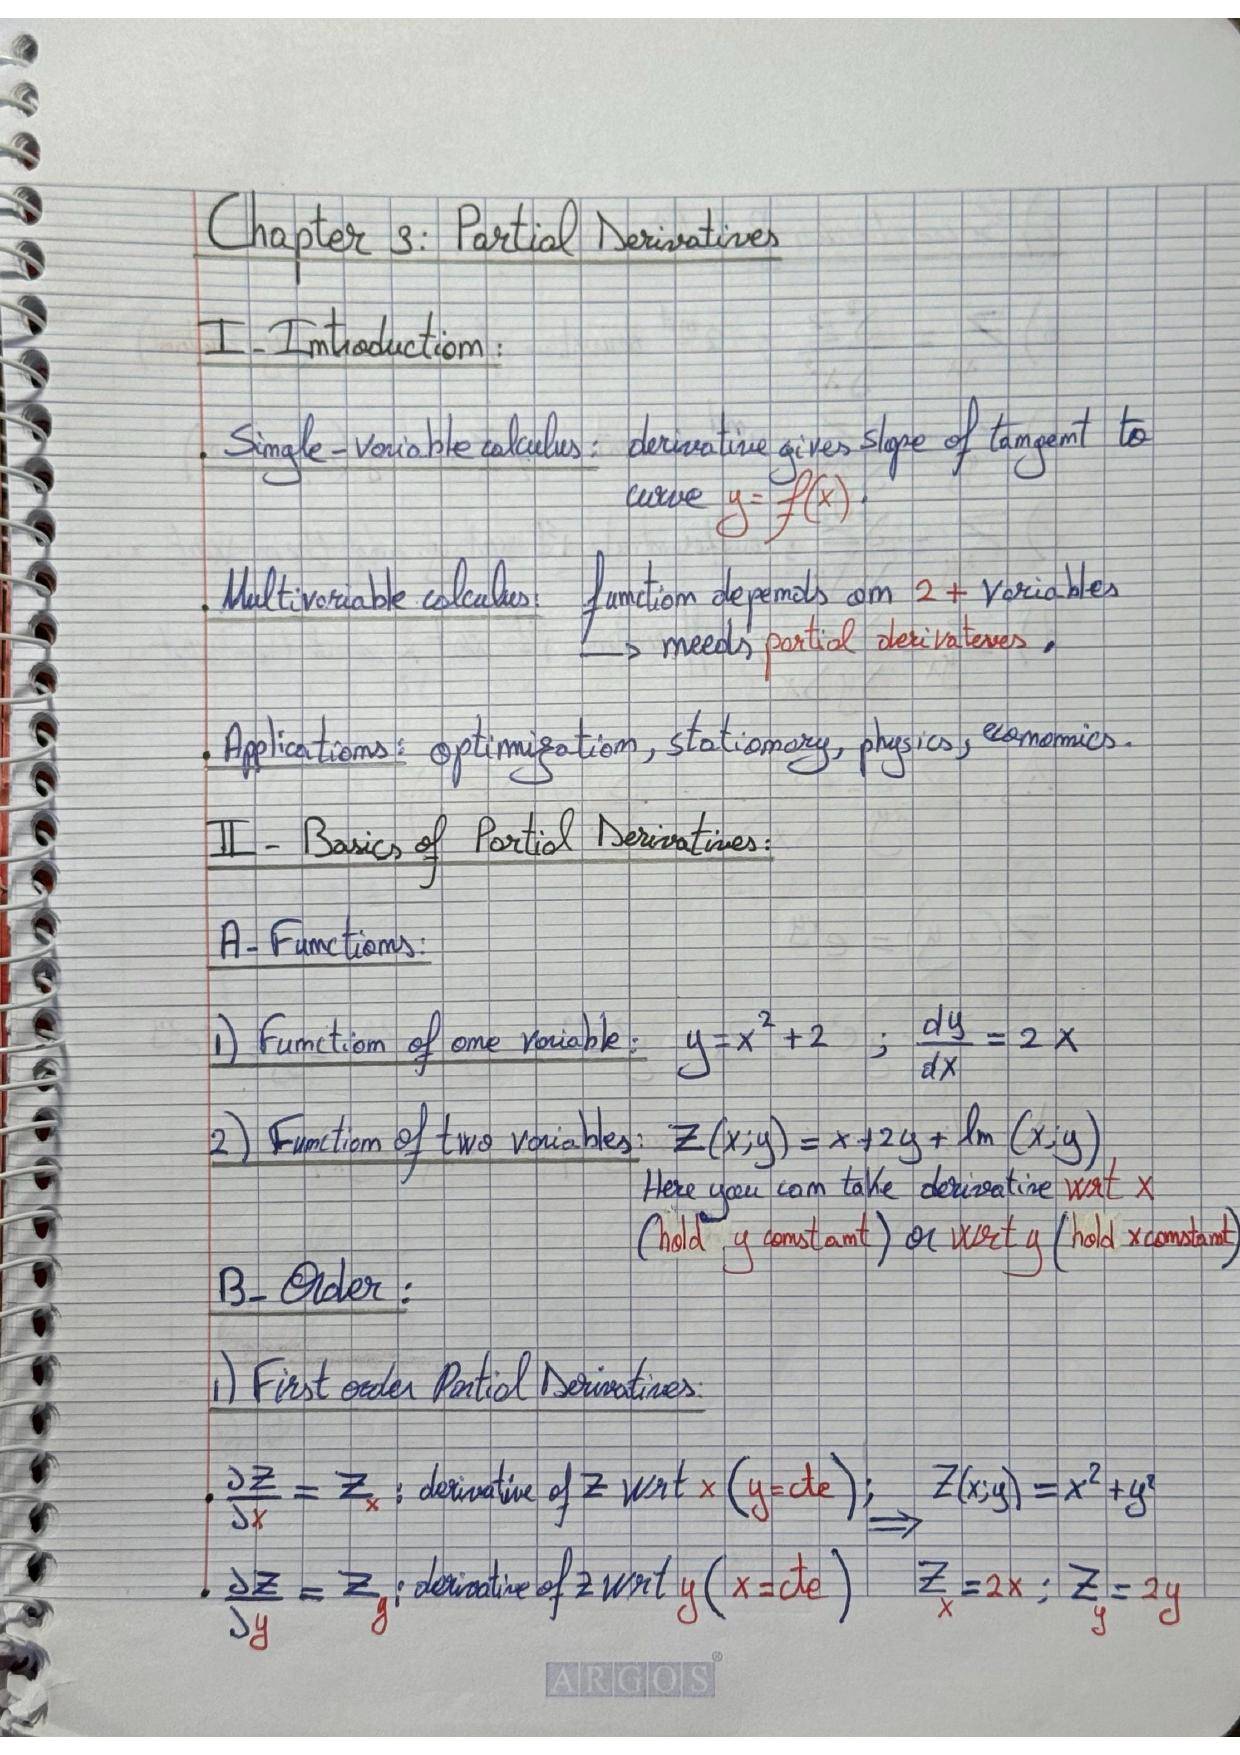 Chapter 3: Partial Derivatives
I - Introduction:
. Single-variable calculus: derivative gives slope of tangent to
curve y = f(x).
. Multivariable calculus: function depends on 2+ variables
↳ needs partial derivateves.
. Applications: optimization, stationary, physics, economics.
II - Basics of Partial Derivatives:
A - Functions:
1) Function of one variable: y = x² + 2 ; dy/dx = 2x
2) Function of two variables: Z(x;y) = x+2y + ln(x;y)
Here you can take derivative wrt x
(hold y constant) or wrt y (hold x constant)
B - Order:
1) First order Partial Derivatives:
. ∂Z/∂x = Zx : derivative of Z wrt x (y=cte); ⇒ Z(x;y) = x² + y²
. ∂Z/∂y = Zy : derivative of z wrt y (x=cte) Zx = 2x ; Zy = 2y
ARGOS®